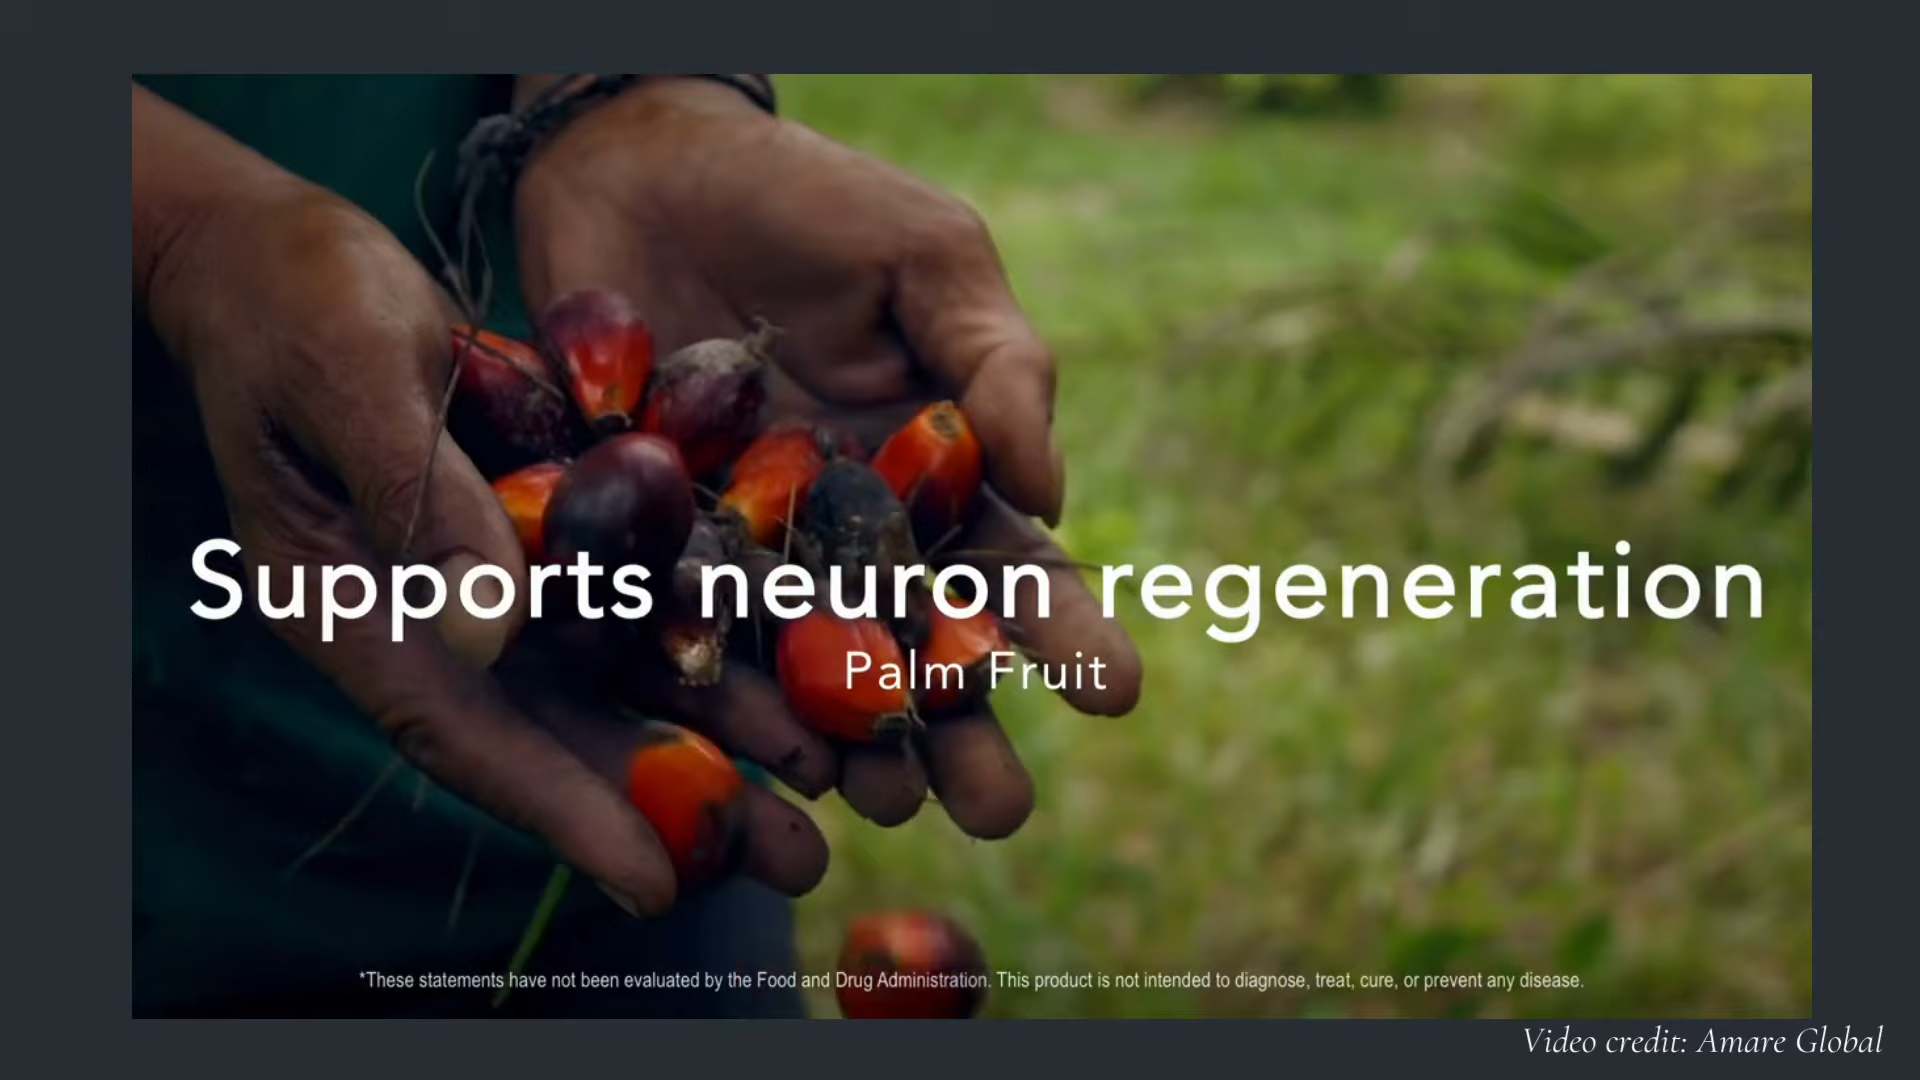 Supports neuron regeneration
Palm Fruit
*These statements have not been evaluated by the Food and Drug Administration. This product is not intended to diagnose, treat, cure, or prevent any disease.
Video credit: Amare Global